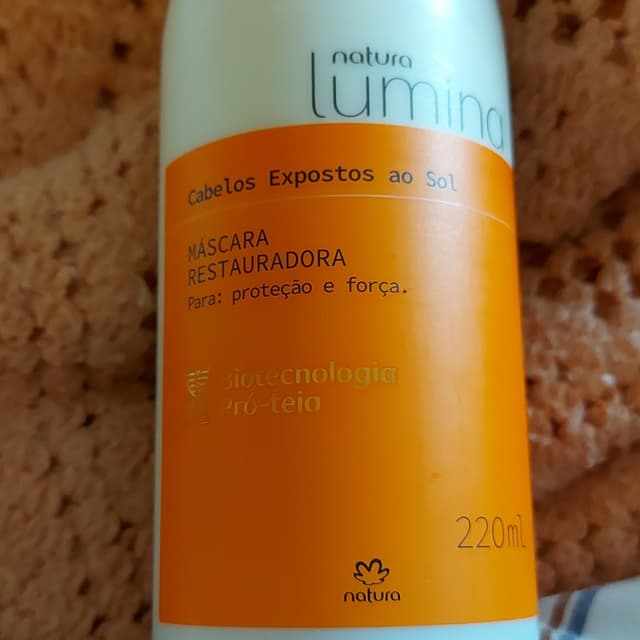 natura
lumina
Cabelos Expostos ao Sol
MÁSCARA
RESTAURADORA
Para: proteção e força.
Biotecnologia
Pró-teia
220ml
natura